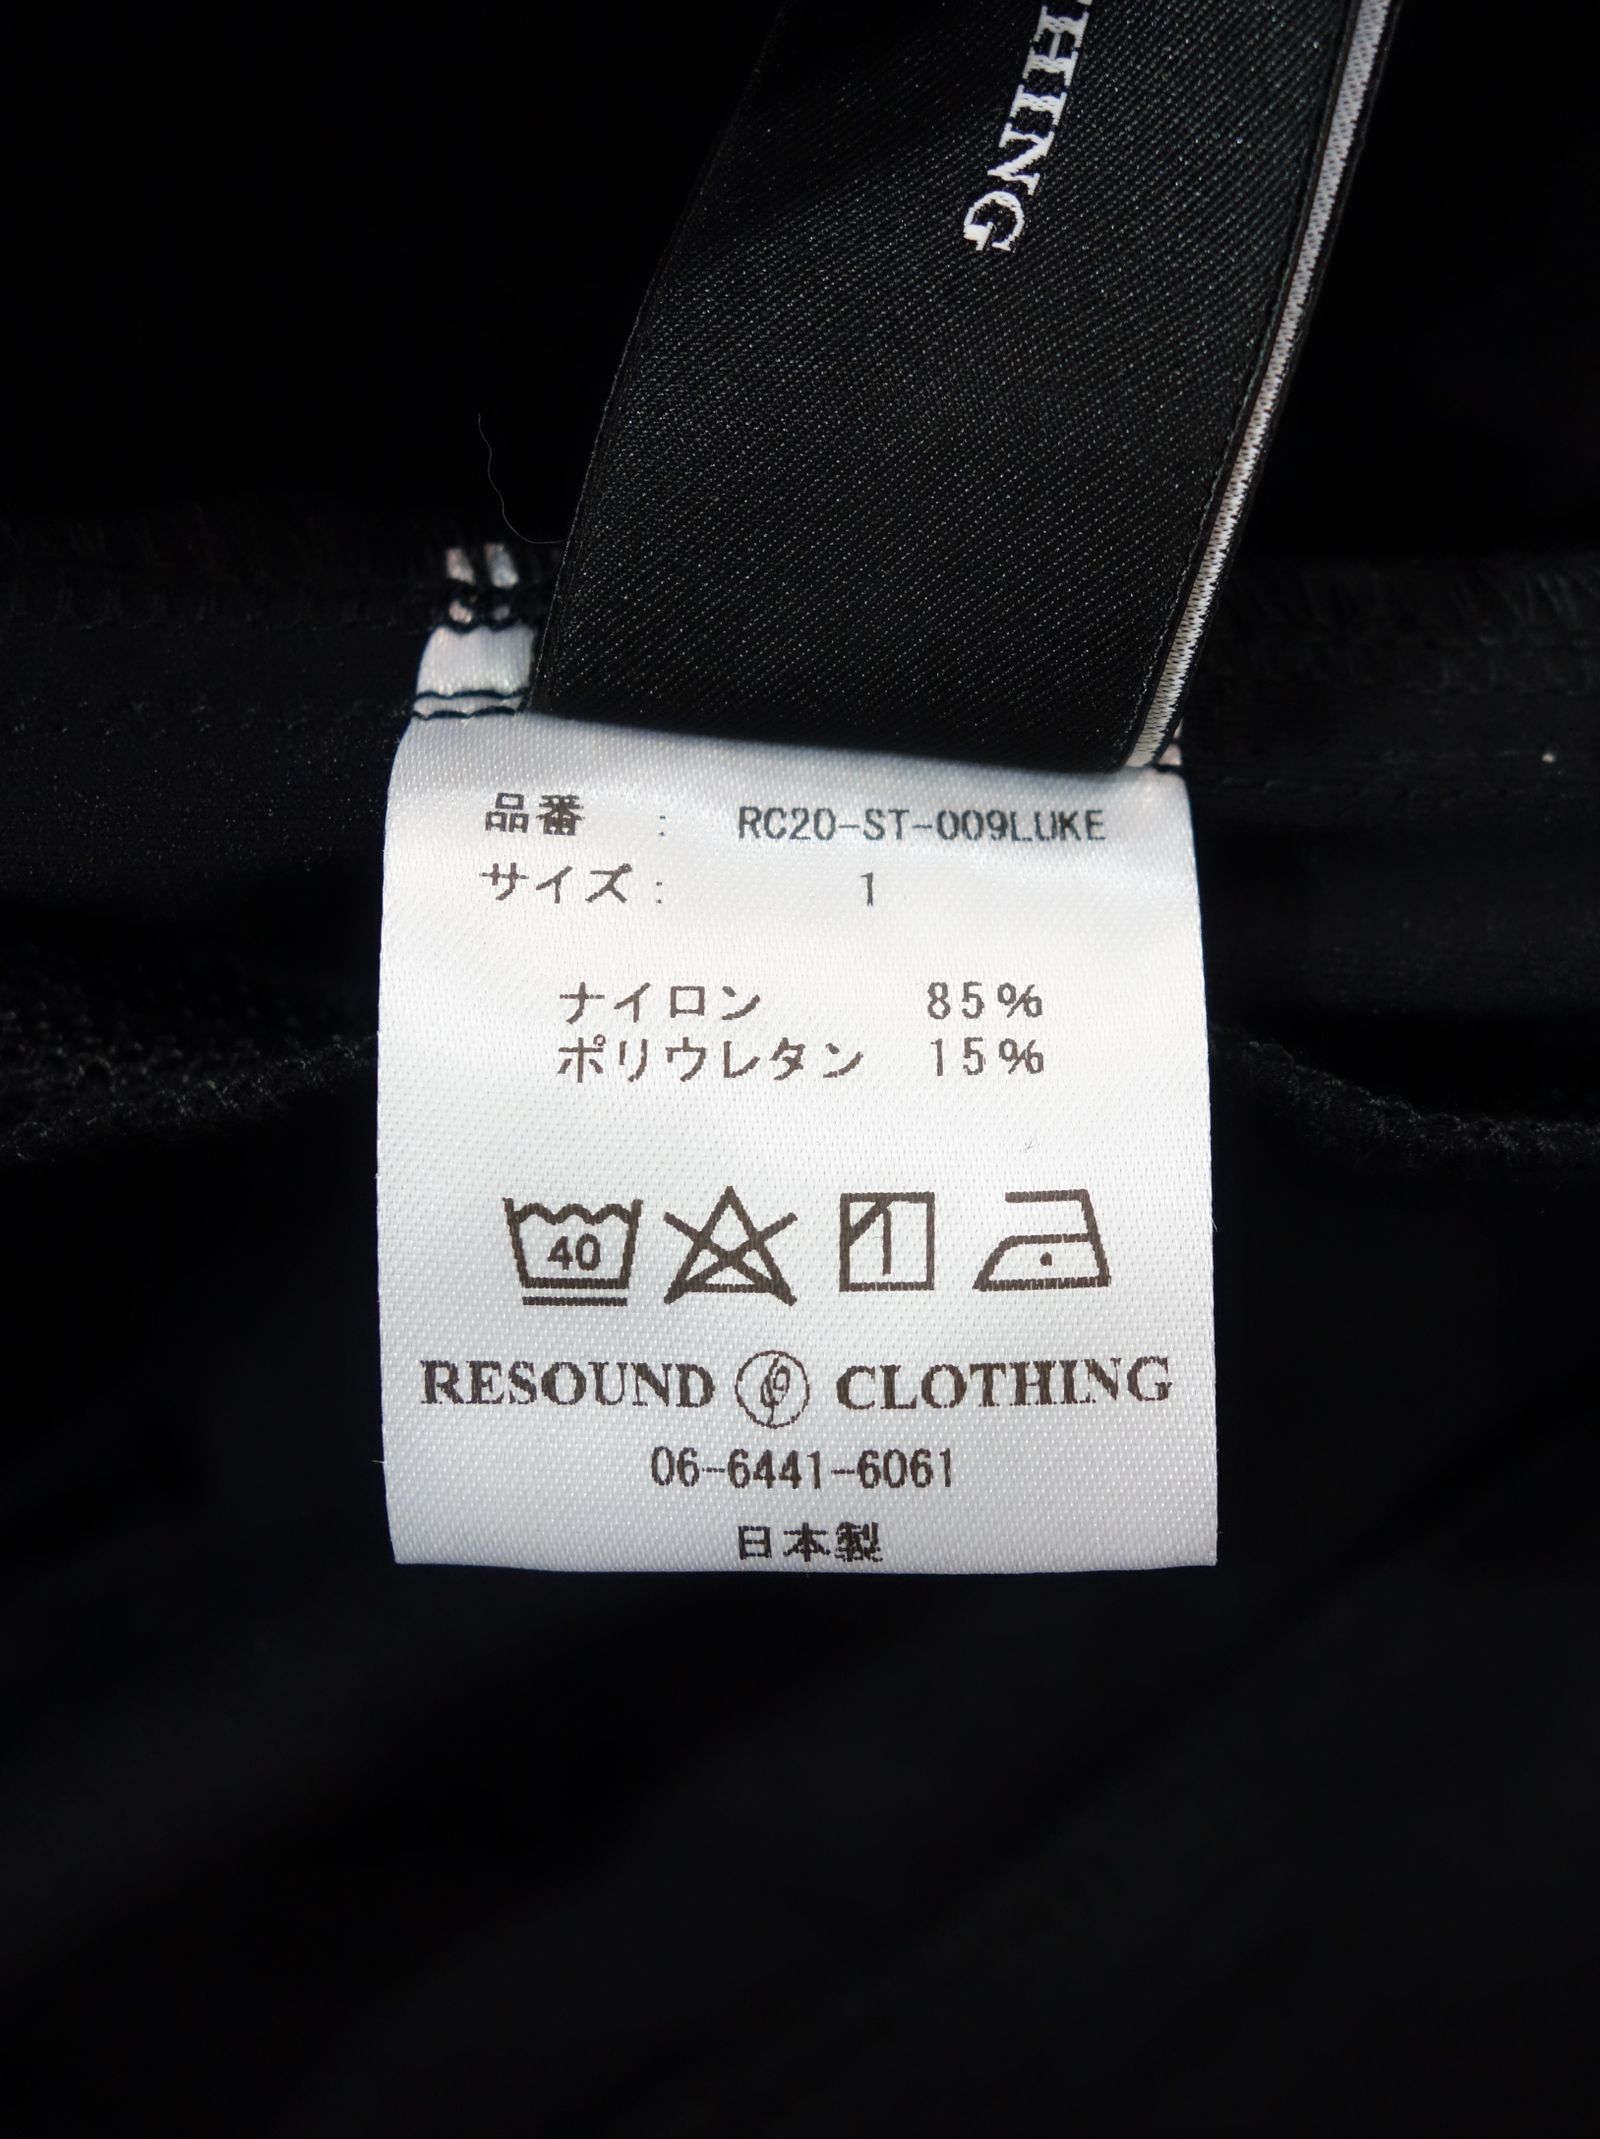 THING
品番 : RC20-ST-009LUKE
サイズ: 1
ナイロン 85%
ポリウレタン 15%
40
1
RESOUND CLOTHING
06-6441-6061
日本製